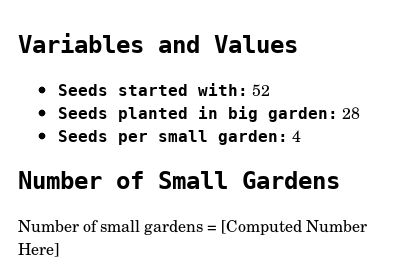 Variables and Values
• Seeds started with: 52
• Seeds planted in big garden: 28
• Seeds per small garden: 4
Number of Small Gardens
Number of small gardens = [Computed Number
Here]